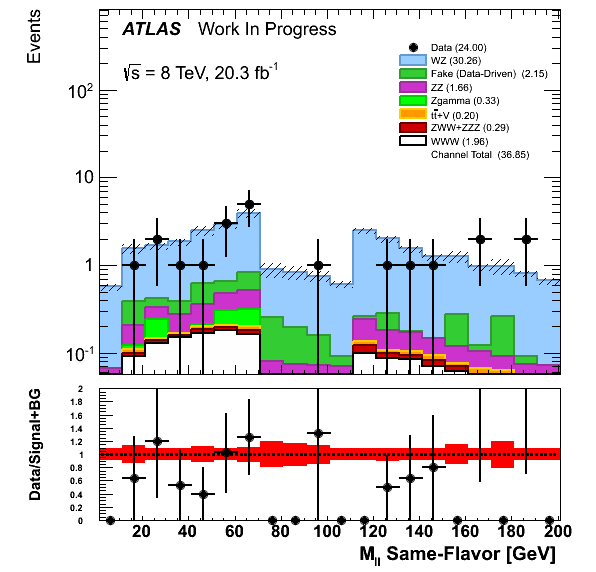 Events
ATLAS Work In Progress
√s = 8 TeV, 20.3 fb⁻¹
Data (24.00)
WZ (30.26)
Fake (Data-Driven) (2.15)
ZZ (1.66)
Zgamma (0.33)
tt̄+V (0.20)
ZWW+ZZZ (0.29)
WWW (1.96)
Channel Total (36.85)
10²
10
1
10⁻¹
Data/Signal+BG
2
1.8
1.6
1.4
1.2
1
0.8
0.6
0.4
0.2
0
20 40 60 80 100 120 140 160 180 200
M_ll Same-Flavor [GeV]